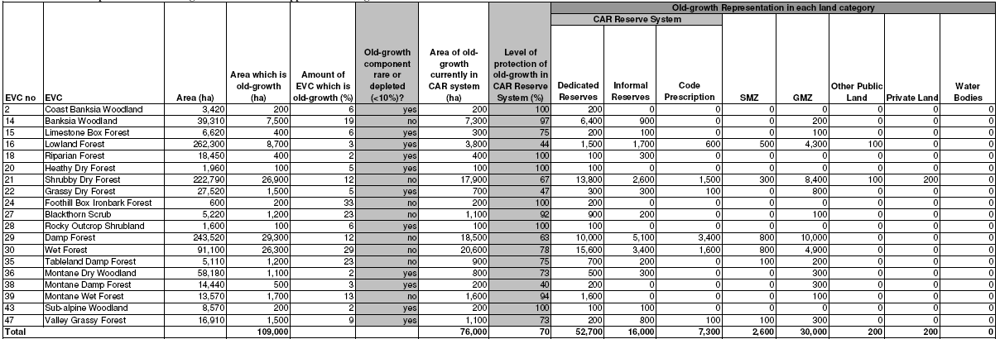 Old-growth Representation in each land category
CAR Reserve System
EVC no EVC Area (ha) Area which is old-growth (ha) Amount of EVC which is old-growth (%) Old-growth component rare or depleted (<10%)? Area of old-growth currently in CAR system (ha) Level of protection of old-growth in CAR Reserve System (%) Dedicated Reserves Informal Reserves Code Prescription SMZ GMZ Other Public Land Private Land Water Bodies
2 Coast Banksia Woodland 3,420 200 6 yes 200 100 200 0 0 0 0 0 0 0
14 Banksia Woodland 39,310 7,500 19 no 7,300 97 6,400 900 0 0 200 0 0 0
15 Limestone Box Forest 6,620 400 6 yes 300 75 200 100 0 0 100 0 0 0
16 Lowland Forest 262,300 8,700 3 yes 3,800 44 1,500 1,700 600 500 4,300 100 0 0
18 Riparian Forest 18,450 400 2 yes 400 100 100 300 0 0 0 0 0 0
20 Heathy Dry Forest 1,960 100 5 yes 100 100 100 0 0 0 0 0 0 0
21 Shrubby Dry Forest 222,790 26,900 12 no 17,900 67 13,800 2,600 1,500 300 8,400 100 200 0
22 Grassy Dry Forest 27,520 1,500 5 yes 700 47 300 300 100 0 800 0 0 0
24 Foothill Box Ironbark Forest 600 200 33 no 200 100 200 0 0 0 0 0 0 0
27 Blackthorn Scrub 5,220 1,200 23 no 1,100 92 900 200 0 0 100 0 0 0
28 Rocky Outcrop Shrubland 1,600 100 6 yes 100 100 100 0 0 0 0 0 0 0
29 Damp Forest 243,520 29,300 12 no 18,500 63 10,000 5,100 3,400 800 10,000 0 0 0
30 Wet Forest 91,100 26,300 29 no 20,600 78 15,600 3,400 1,600 800 4,900 0 0 0
35 Tableland Damp Forest 5,110 1,200 23 no 900 75 700 200 0 100 200 0 0 0
36 Montane Dry Woodland 58,180 1,100 2 yes 800 73 500 300 0 0 300 0 0 0
38 Montane Damp Forest 14,440 500 3 yes 200 40 200 0 0 0 300 0 0 0
39 Montane Wet Forest 13,570 1,700 13 no 1,600 94 1,600 0 0 0 100 0 0 0
43 Sub-alpine Woodland 8,570 200 2 yes 200 100 100 100 0 0 0 0 0 0
47 Valley Grassy Forest 16,910 1,500 9 yes 1,100 73 200 800 100 100 300 0 0 0
Total 109,000 76,000 70 52,700 16,000 7,300 2,600 30,000 200 200 0